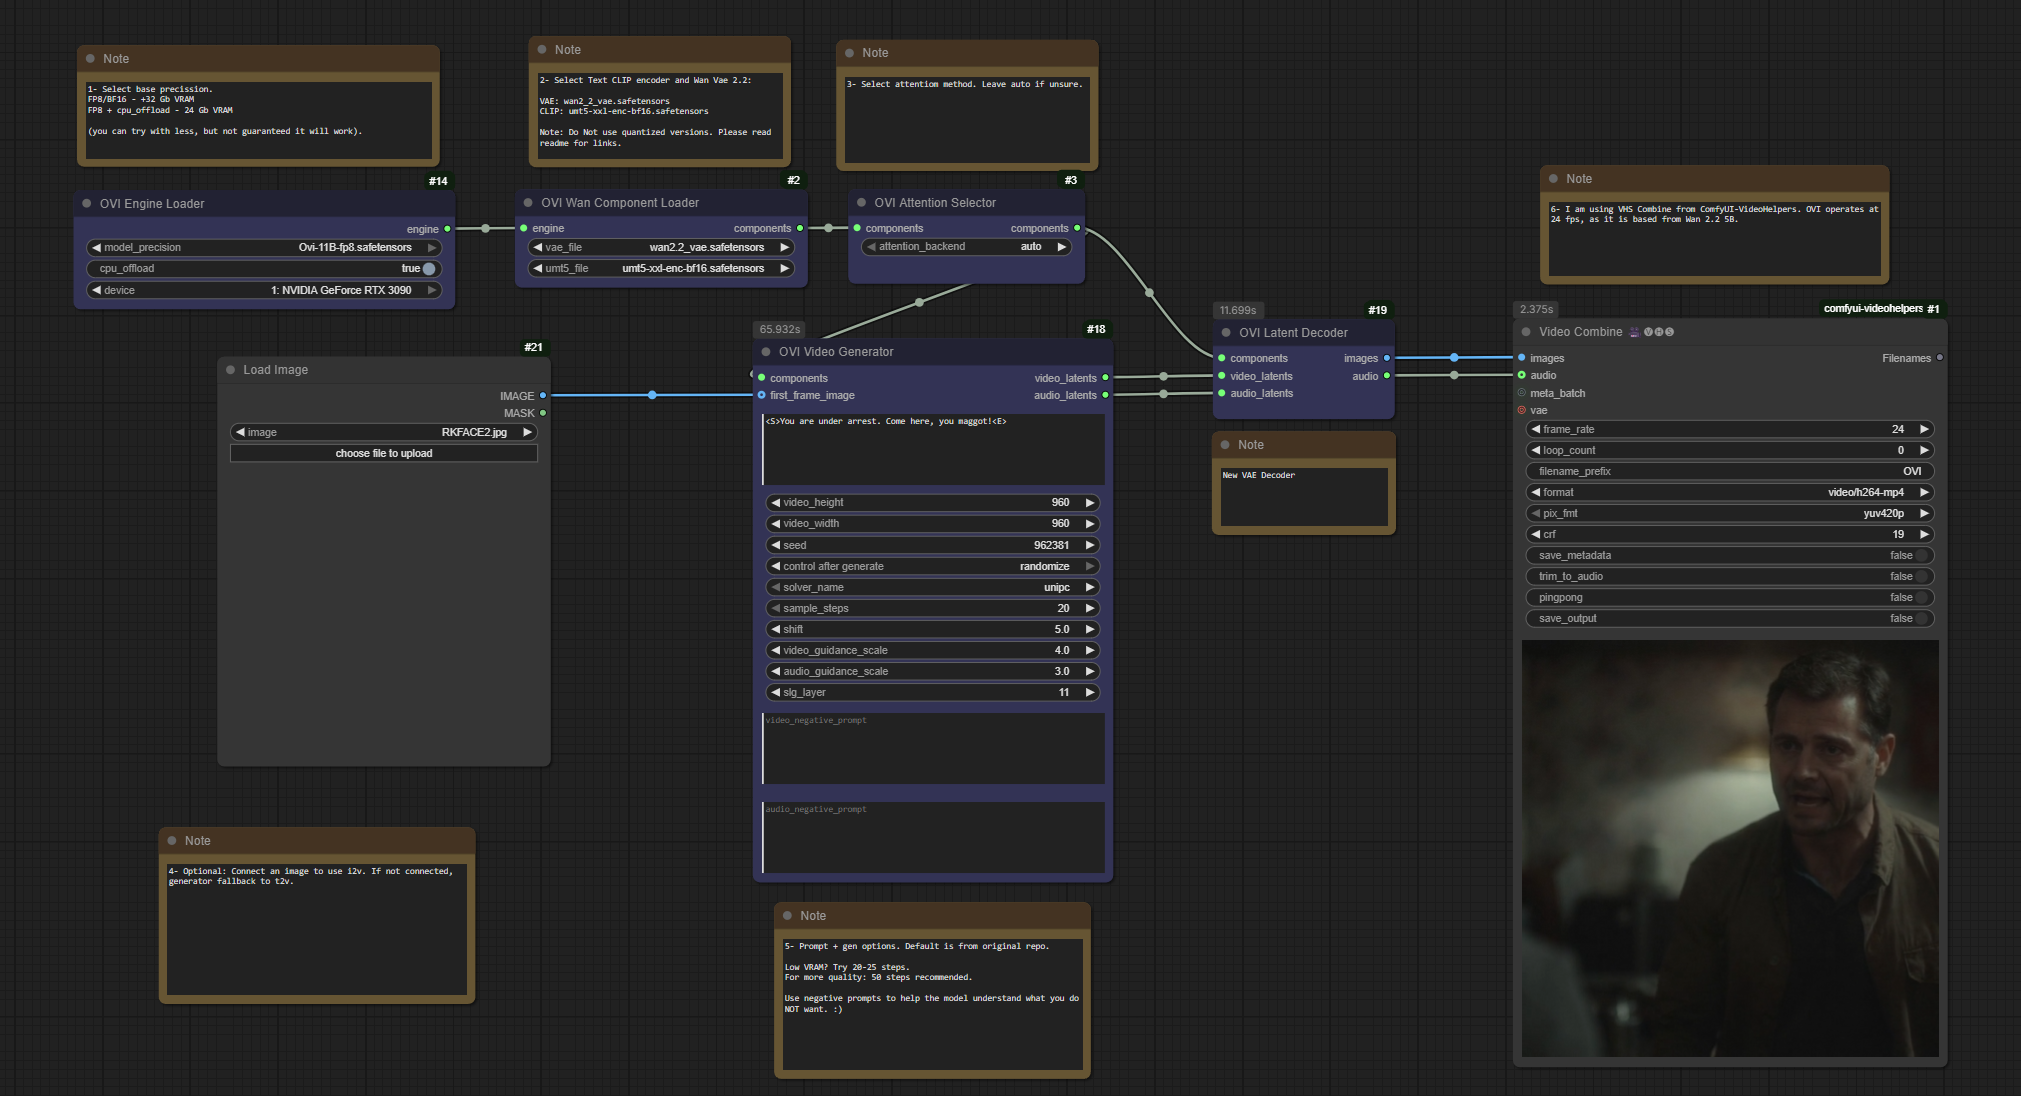 Note
1- Select base precission.
FP8/BF16 - +32 Gb VRAM
FP8 + cpu_offload - 24 Gb VRAM
(you can try with less, but not guaranteed it will work).
Note
2- Select Text CLIP encoder and Wan Vae 2.2:
VAE: wan2_2_vae.safetensors
CLIP: umt5-xxl-enc-bf16.safetensors
Note: Do Not use quantized versions. Please read
readme for links.
Note
3- Select attentiom method. Leave auto if unsure.
Note
6- I am using VHS Combine from ComfyUI-VideoHelpers. OVI operates at
24 fps, as it is based from Wan 2.2 5B.
#14
OVI Engine Loader
engine
model_precision Ovi-11B-fp8.safetensors
cpu_offload true
device 1: NVIDIA GeForce RTX 3090
#2
OVI Wan Component Loader
engine components
vae_file wan2.2_vae.safetensors
umt5_file umt5-xxl-enc-bf16.safetensors
#3
OVI Attention Selector
components components
attention_backend auto
#21
Load Image
IMAGE
MASK
image RKFACE2.jpg
choose file to upload
65.932s #18
OVI Video Generator
components video_latents
first_frame_image audio_latents
<S>You are under arrest. Come here, you maggot!<E>
video_height 960
video_width 960
seed 962381
control after generate randomize
solver_name unipc
sample_steps 20
shift 5.0
video_guidance_scale 4.0
audio_guidance_scale 3.0
slg_layer 11
video_negative_prompt
audio_negative_prompt
11.699s #19
OVI Latent Decoder
components images
video_latents audio
audio_latents
Note
New VAE Decoder
2.375s comfyui-videohelpers #1
Video Combine VHS
images Filenames
audio
meta_batch
vae
frame_rate 24
loop_count 0
filename_prefix OVI
format video/h264-mp4
pix_fmt yuv420p
crf 19
save_metadata false
trim_to_audio false
pingpong false
save_output false
Note
4- Optional: Connect an image to use i2v. If not connected,
generator fallback to t2v.
Note
5- Prompt + gen options. Default is from original repo.
Low VRAM? Try 20-25 steps.
For more quality: 50 steps recommended.
Use negative prompts to help the model understand what you do
NOT want. :)